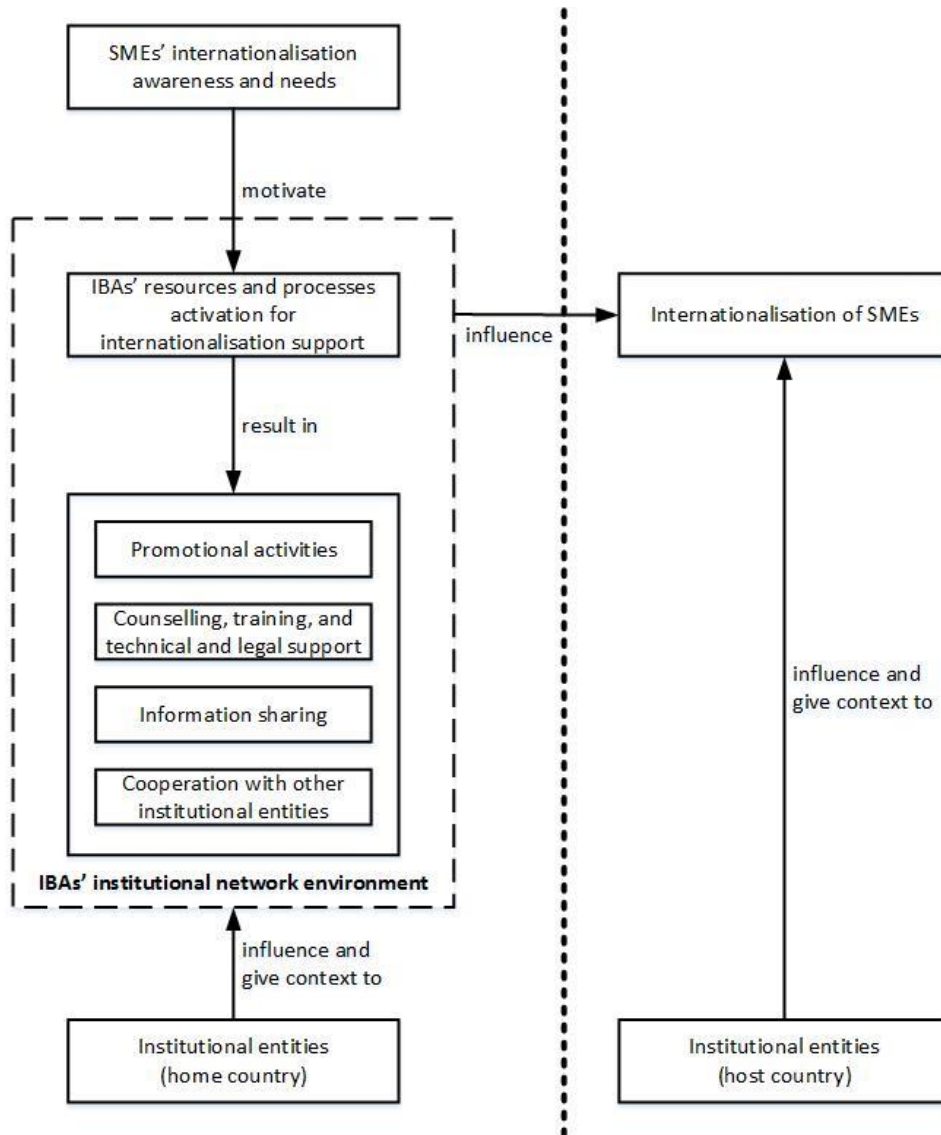 SMEs’ internationalisation
awareness and needs
motivate
IBAs’ resources and processes
activation for
internationalisation support
influence
Internationalisation of SMEs
result in
Promotional activities
Counselling, training, and
technical and legal support
Information sharing
Cooperation with other
institutional entities
IBAs’ institutional network environment
influence and
give context to
influence and
give context to
Institutional entities
(home country)
Institutional entities
(host country)